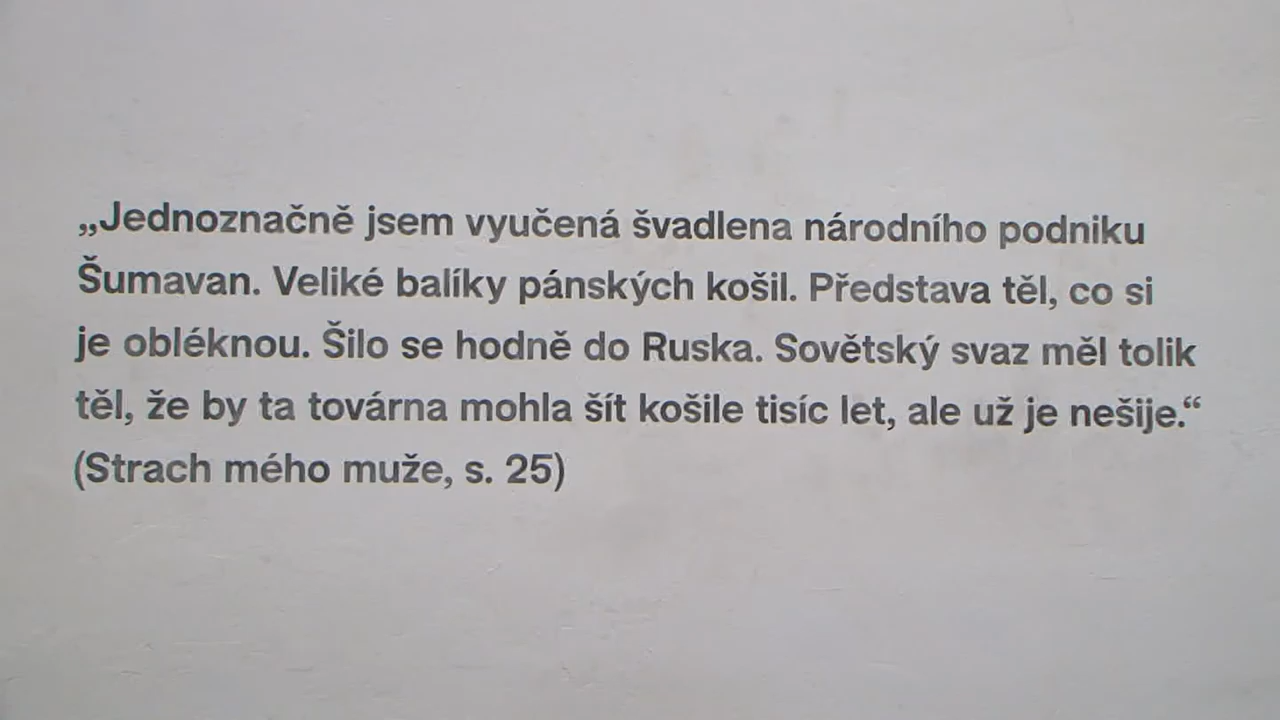 „Jednoznačně jsem vyučená švadlena národního podniku
Šumavan. Veliké balíky pánských košil. Představa těl, co si
je obléknou. Šilo se hodně do Ruska. Sovětský svaz měl tolik
těl, že by ta továrna mohla šít košile tisíc let, ale už je nešije.“
(Strach mého muže, s. 25)